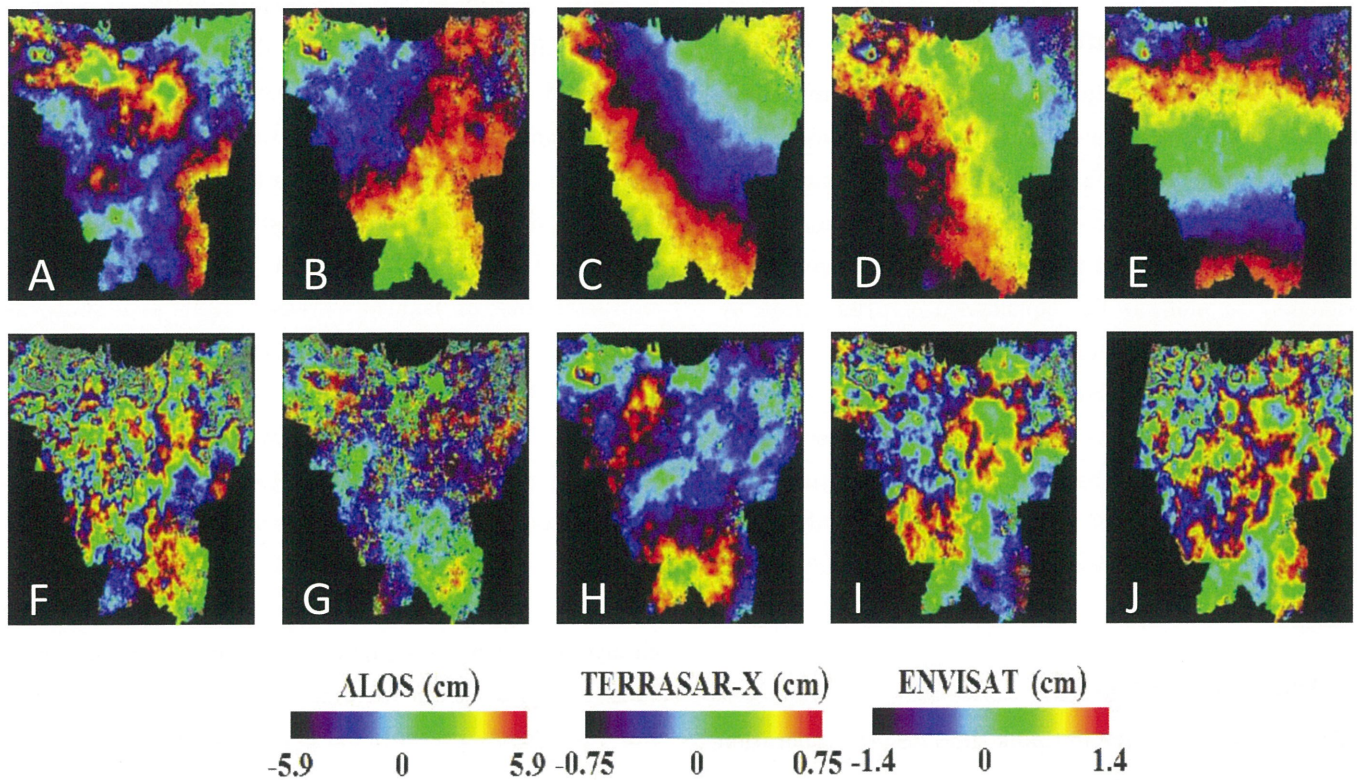 A B C D E
F G H I J
ALOS (cm) TERRASAR-X (cm) ENVISAT (cm)
-5.9 0 5.9 -0.75 0 0.75 -1.4 0 1.4